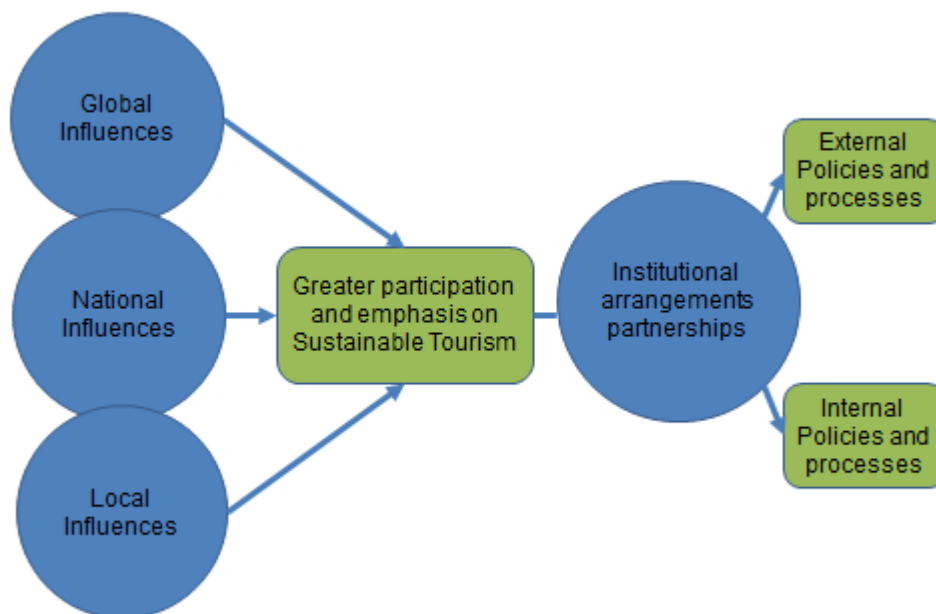 Global
Influences
National
Influences
Local
Influences
Greater participation
and emphasis on
Sustainable Tourism
Institutional
arrangements
partnerships
External
Policies and
processes
Internal
Policies and
processes